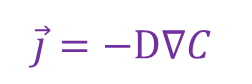 j⃗ = −D∇C